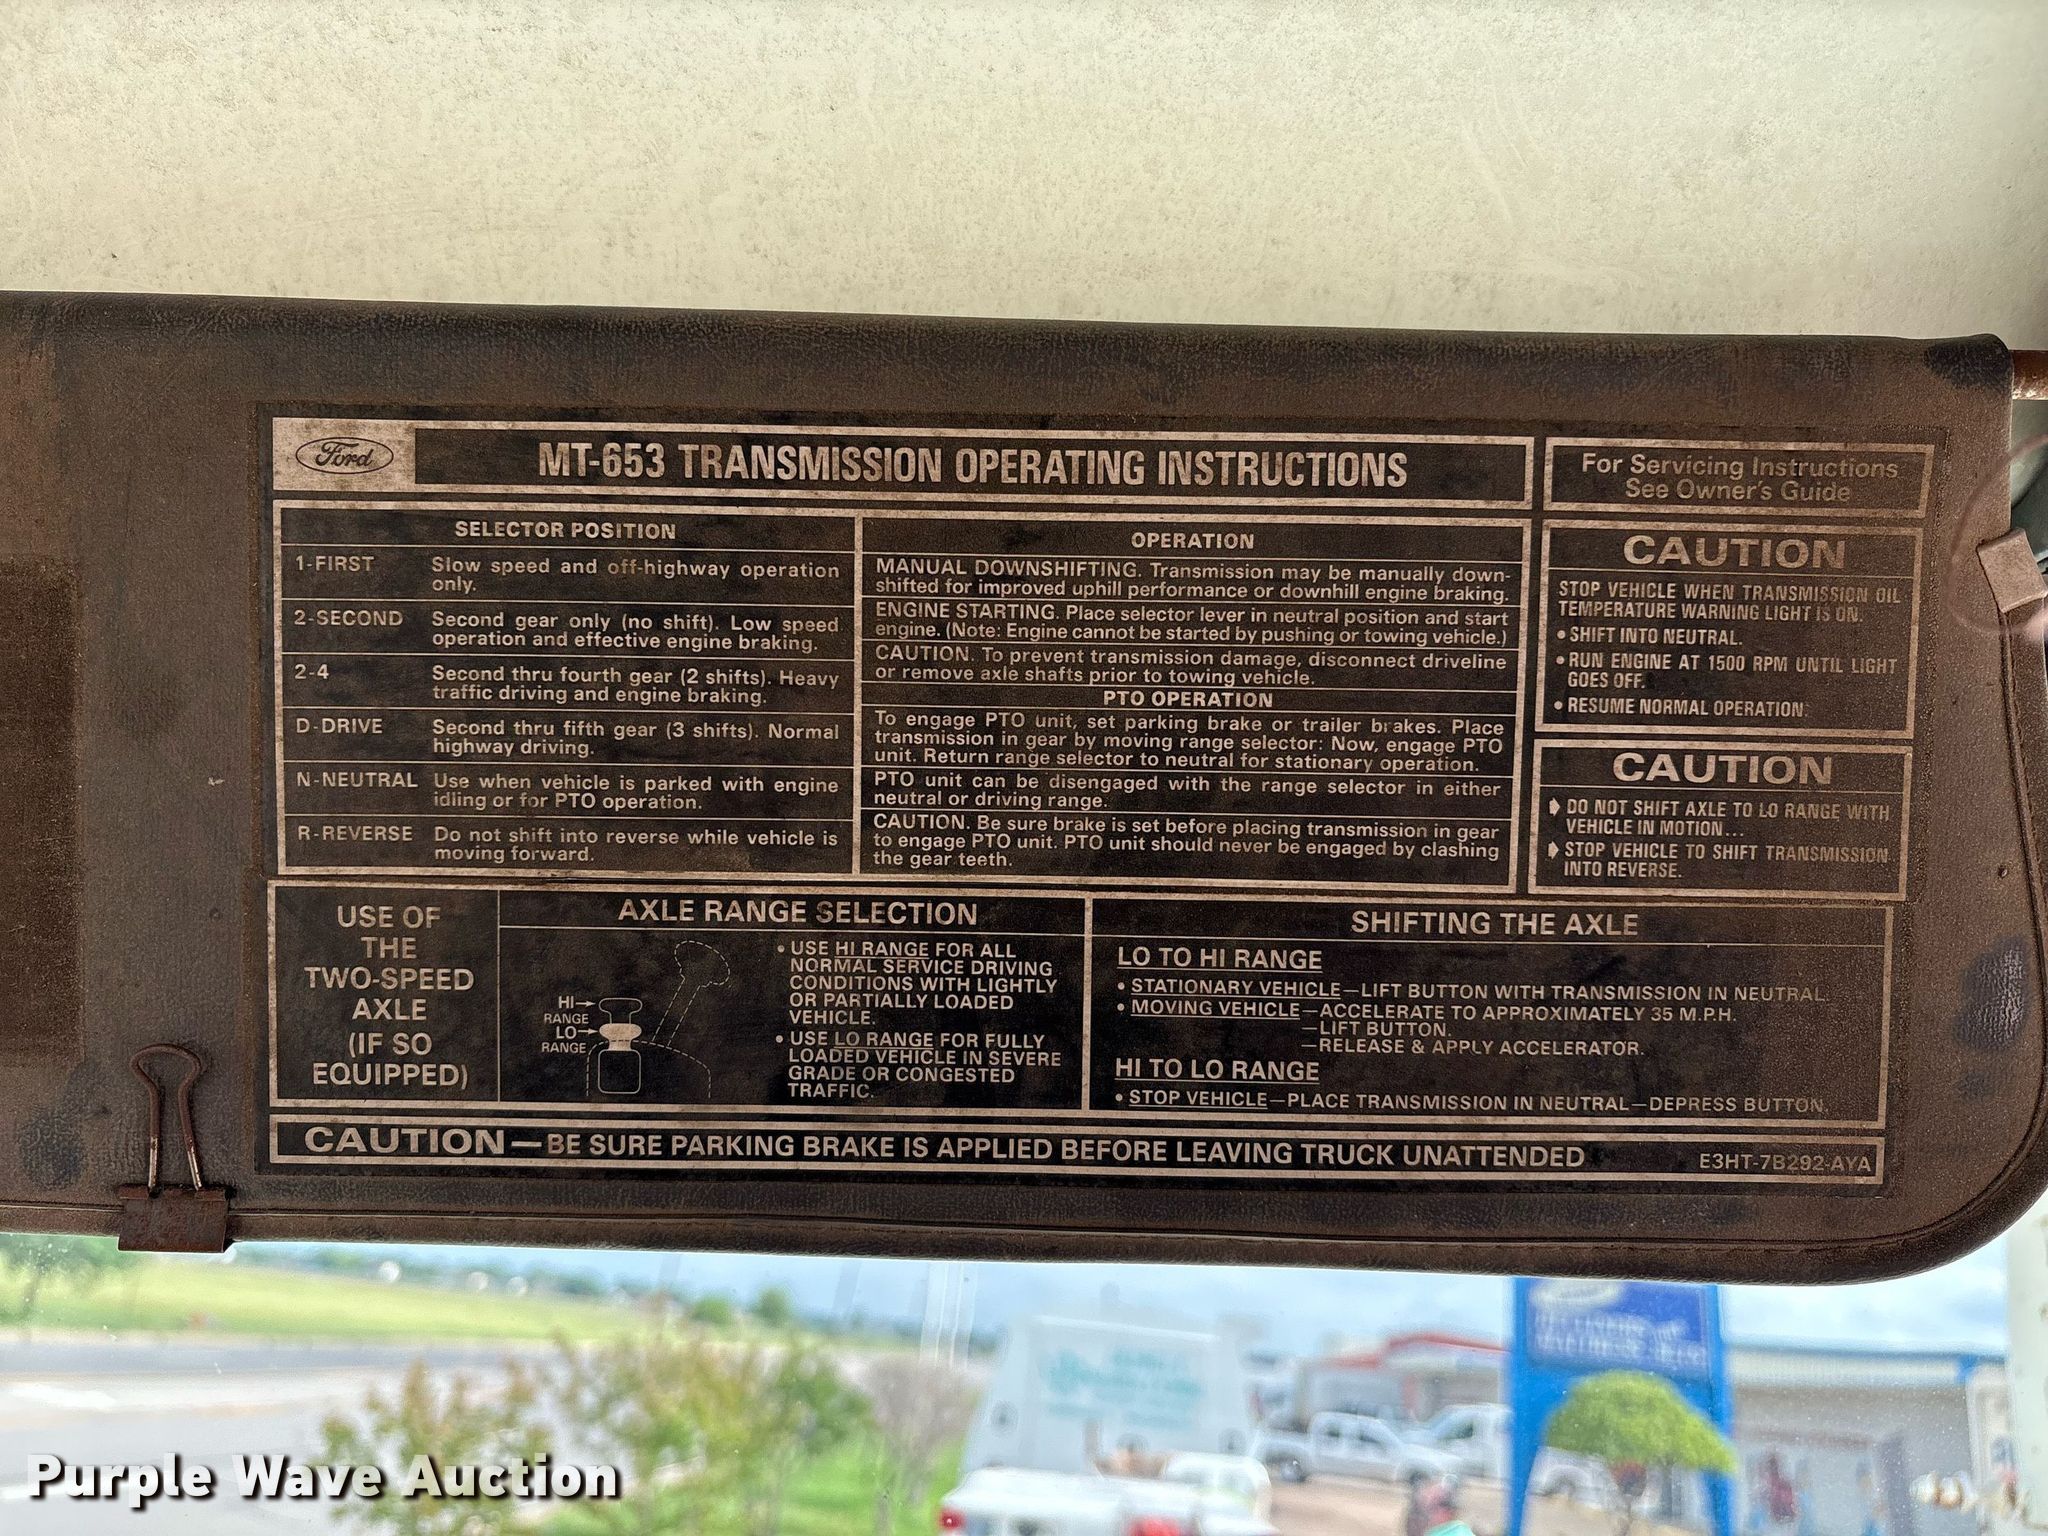 Ford
MT-653 TRANSMISSION OPERATING INSTRUCTIONS
SELECTOR POSITION
1-FIRST Slow speed and off-highway operation
only.
2-SECOND Second gear only (no shift). Low speed
operation and effective engine braking.
2-4 Second thru fourth gear (2 shifts). Heavy
traffic driving and engine braking.
D-DRIVE Second thru fifth gear (3 shifts). Normal
highway driving.
N-NEUTRAL Use when vehicle is parked with engine
idling or for PTO operation.
R-REVERSE Do not shift into reverse while vehicle is
moving forward.
OPERATION
MANUAL DOWNSHIFTING. Transmission may be manually down-
shifted for improved uphill performance or downhill engine braking.
ENGINE STARTING. Place selector lever in neutral position and start
engine. (Note: Engine cannot be started by pushing or towing vehicle.)
CAUTION. To prevent transmission damage, disconnect driveline
or remove axle shafts prior to towing vehicle.
PTO OPERATION
To engage PTO unit, set parking brake or trailer brakes. Place
transmission in gear by moving range selector: Now, engage PTO
unit. Return range selector to neutral for stationary operation.
PTO unit can be disengaged with the range selector in either
neutral or driving range.
CAUTION. Be sure brake is set before placing transmission in gear
to engage PTO unit. PTO unit should never be engaged by clashing
the gear teeth.
For Servicing Instructions
See Owner's Guide
CAUTION
STOP VEHICLE WHEN TRANSMISSION OIL
TEMPERATURE WARNING LIGHT IS ON.
• SHIFT INTO NEUTRAL.
• RUN ENGINE AT 1500 RPM UNTIL LIGHT
GOES OFF.
• RESUME NORMAL OPERATION.
CAUTION
DO NOT SHIFT AXLE TO LO RANGE WITH
VEHICLE IN MOTION...
STOP VEHICLE TO SHIFT TRANSMISSION
INTO REVERSE.
USE OF
THE
TWO-SPEED
AXLE
(IF SO
EQUIPPED)
AXLE RANGE SELECTION
HI
RANGE
LO
RANGE
• USE HI RANGE FOR ALL
NORMAL SERVICE DRIVING
CONDITIONS WITH LIGHTLY
OR PARTIALLY LOADED
VEHICLE.
• USE LO RANGE FOR FULLY
LOADED VEHICLE IN SEVERE
GRADE OR CONGESTED
TRAFFIC.
SHIFTING THE AXLE
LO TO HI RANGE
• STATIONARY VEHICLE—LIFT BUTTON WITH TRANSMISSION IN NEUTRAL.
• MOVING VEHICLE—ACCELERATE TO APPROXIMATELY 35 M.P.H.
—LIFT BUTTON.
—RELEASE & APPLY ACCELERATOR.
HI TO LO RANGE
• STOP VEHICLE—PLACE TRANSMISSION IN NEUTRAL—DEPRESS BUTTON.
CAUTION—BE SURE PARKING BRAKE IS APPLIED BEFORE LEAVING TRUCK UNATTENDED
E3HT-7B292-AYA
Purple Wave Auction